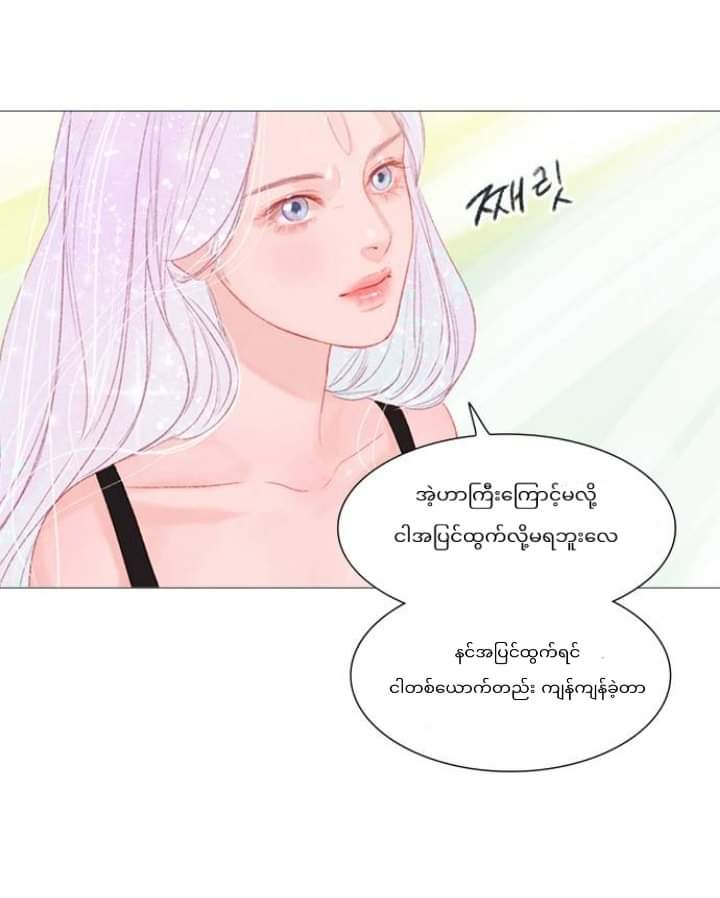 째릿
အဲ့ဟာကြီးကြောင့်မလို့
ငါအပြင်ထွက်လို့မရဘူးလေ
နင်အပြင်ထွက်ရင်
ငါတစ်ယောက်တည်း ကျန်ကျန်ခဲ့တာ